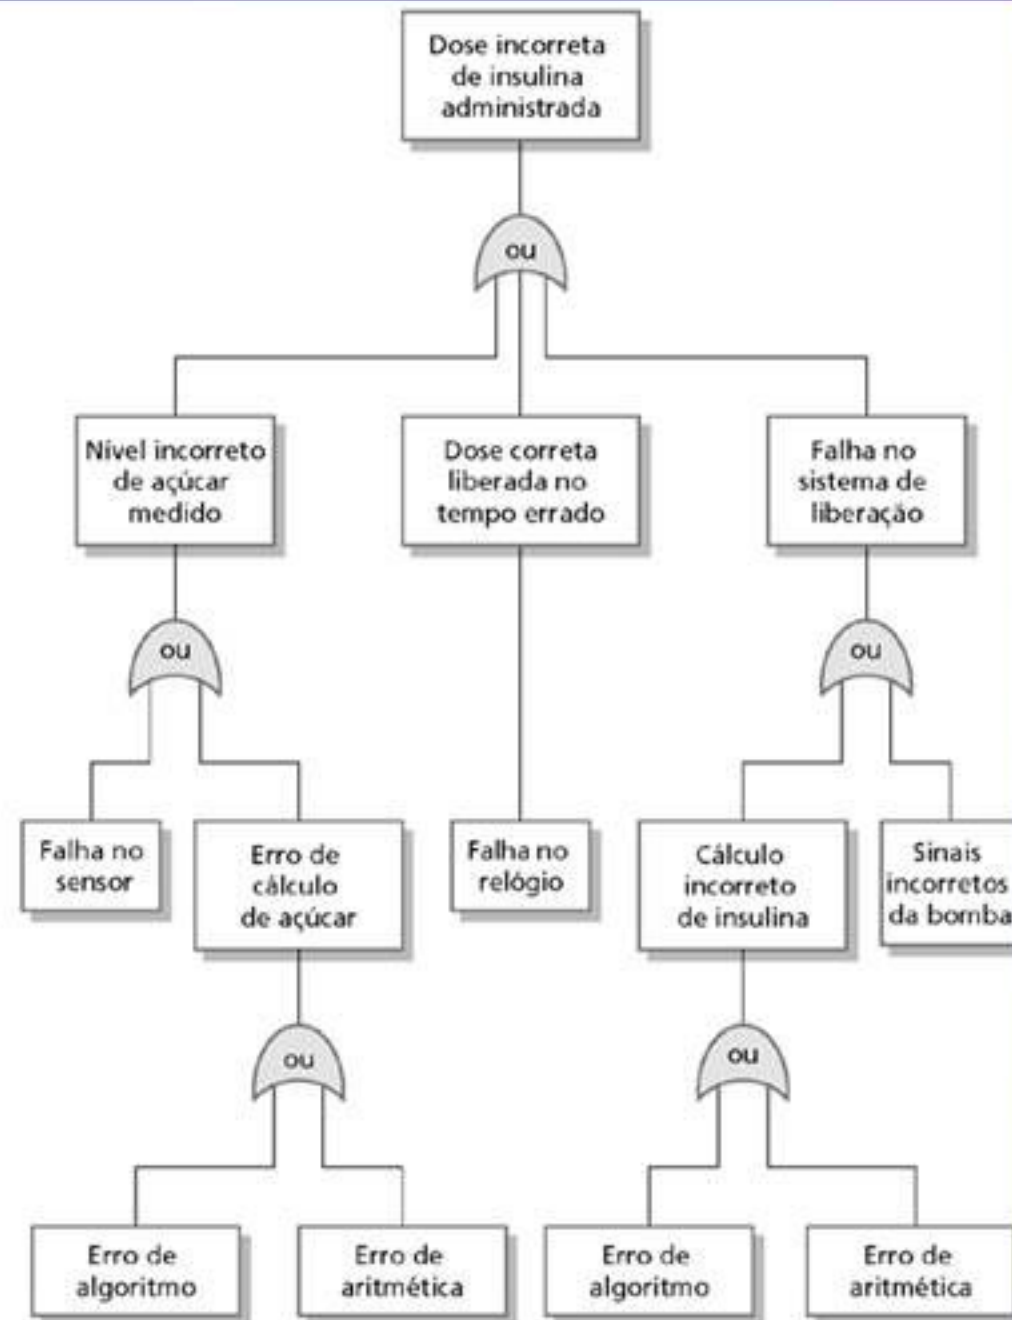 Dose incorreta
de insulina
administrada
ou
Nível incorreto
de açúcar
medido
Dose correta
liberada no
tempo errado
Falha no
sistema de
liberação
ou
ou
Falha no
sensor
Erro de
cálculo
de açúcar
Falha no
relógio
Cálculo
incorreto
de insulina
Sinais
incorretos
da bomba
ou
ou
Erro de
algoritmo
Erro de
aritmética
Erro de
algoritmo
Erro de
aritmética